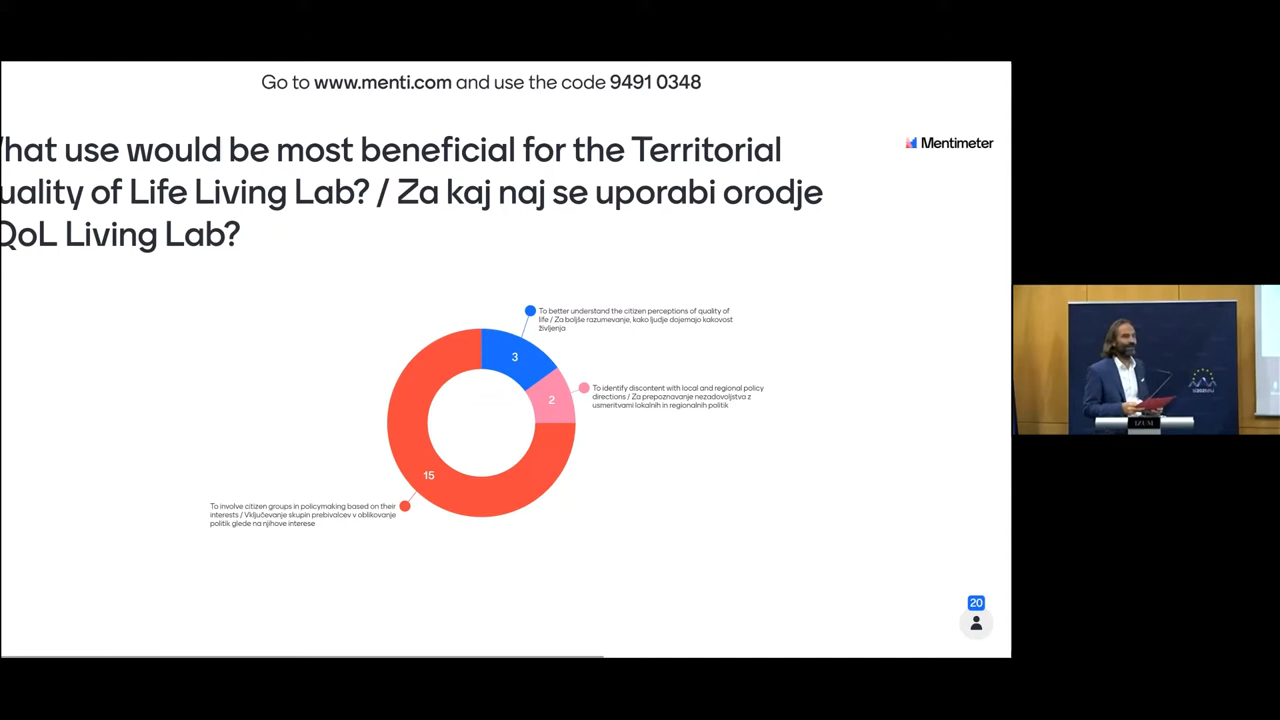 Go to www.menti.com and use the code 9491 0348
hat use would be most beneficial for the Territorial
Mentimeter
uality of Life Living Lab? / Za kaj naj se uporabi orodje
QoL Living Lab?
To better understand the citizen perceptions of quality of
life / Za boljše razumevanje, kako ljudje dojemajo kakovost
življenja
3
To identify discontent with local and regional policy
directions / Za prepoznavanje nezadovoljstva z
usmeritvami lokalnih in regionalnih politik
2
15
To involve citizen groups in policymaking based on their
interests / Vključevanje skupin prebivalcev v oblikovanje
politik glede na njihove interese
20
IZUM